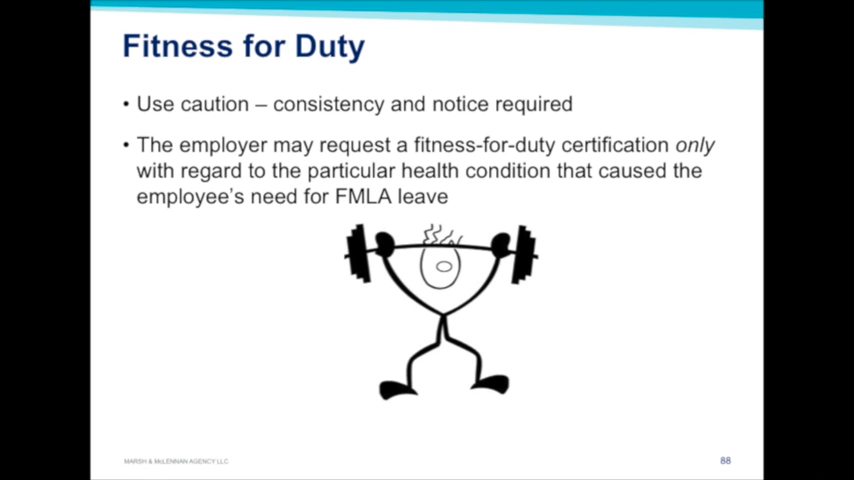 Fitness for Duty
• Use caution – consistency and notice required
• The employer may request a fitness-for-duty certification only
with regard to the particular health condition that caused the
employee's need for FMLA leave
MARSH & McLENNAN AGENCY LLC
88